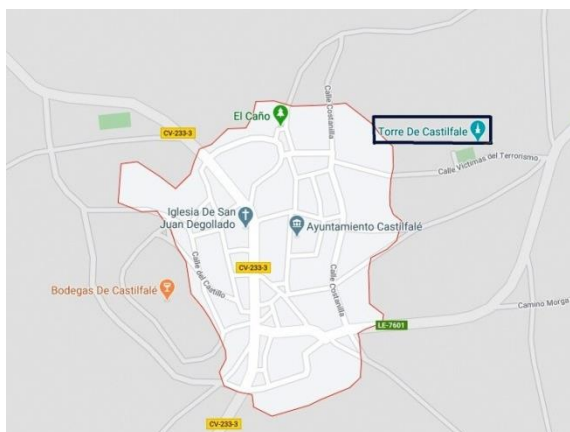 El Caño
Calle Costanilla
Torre De Castilfale
CV-233-3
Calle Víctimas del Terrorismo
Iglesia De San
Juan Degollado
Ayuntamiento Castilfalé
CV-233-3
Calle del Castillo
Calle Costanilla
Bodegas De Castilfalé
Camino Morga
LE-7601
CV-233-3